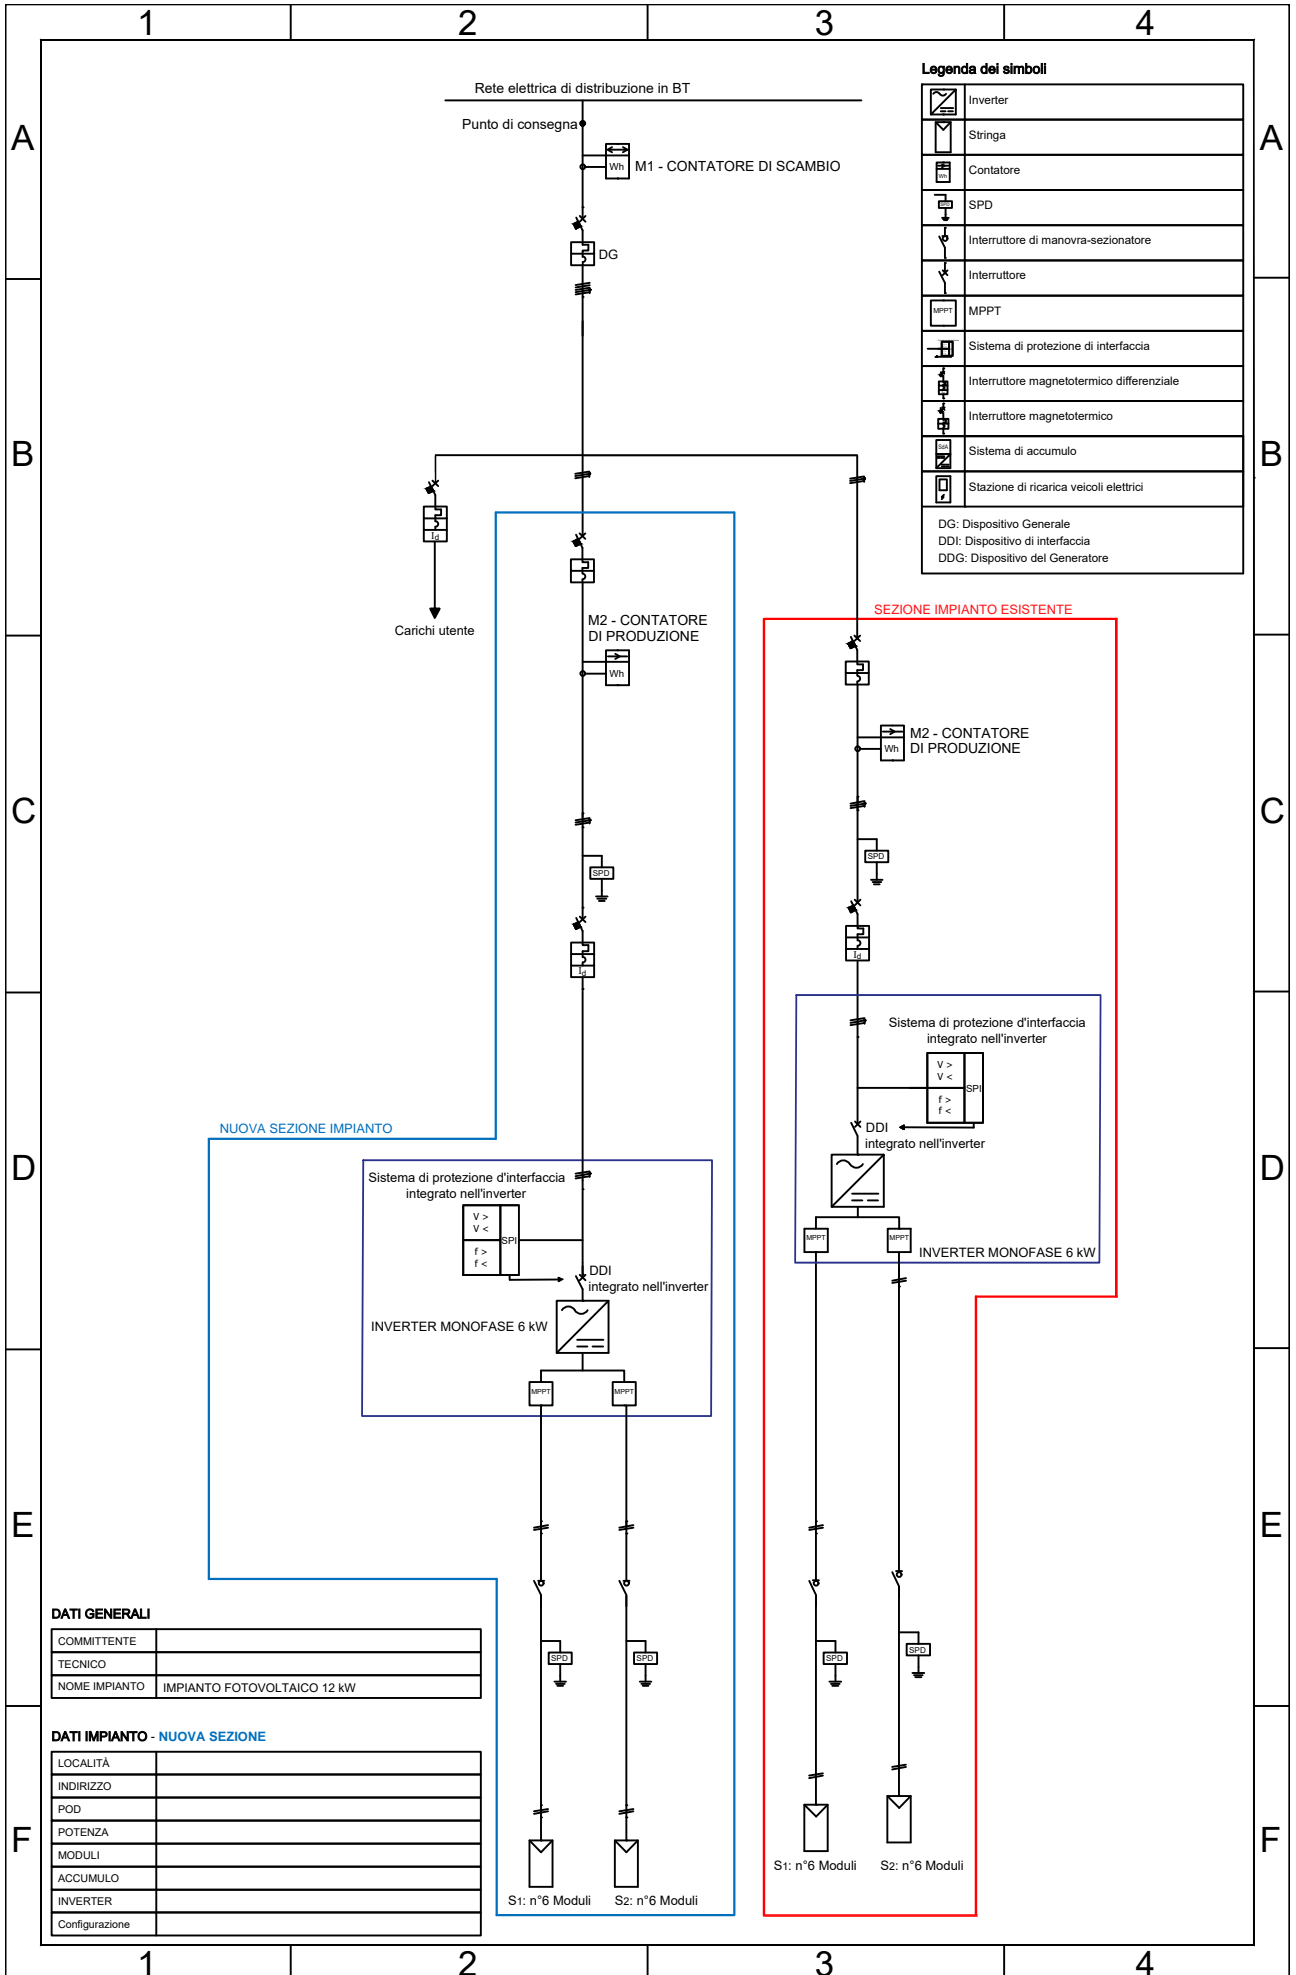 1
2
3
4
A
A
Rete elettrica di distribuzione in BT
Punto di consegna
Wh
M1 - CONTATORE DI SCAMBIO
DG
Legenda dei simboli
Inverter
Stringa
Wh
Contatore
SPD
SPD
Interruttore di manovra-sezionatore
Interruttore
MPPT
MPPT
Sistema di protezione di interfaccia
Interruttore magnetotermico differenziale
Interruttore magnetotermico
SdA
Sistema di accumulo
Stazione di ricarica veicoli elettrici
DG: Dispositivo Generale
DDI: Dispositivo di interfaccia
DDG: Dispositivo del Generatore
B
B
Id
Carichi utente
M2 - CONTATORE
DI PRODUZIONE
Wh
SEZIONE IMPIANTO ESISTENTE
M2 - CONTATORE
DI PRODUZIONE
Wh
C
C
SPD
Id
SPD
Id
Sistema di protezione d'interfaccia
integrato nell'inverter
V >
V <
f >
f <
SPI
DDI
integrato nell'inverter
MPPT
MPPT
INVERTER MONOFASE 6 kW
D
D
NUOVA SEZIONE IMPIANTO
Sistema di protezione d'interfaccia
integrato nell'inverter
V >
V <
f >
f <
SPI
DDI
integrato nell'inverter
INVERTER MONOFASE 6 kW
MPPT
MPPT
E
E
SPD
SPD
SPD
SPD
DATI GENERALI
COMMITTENTE
TECNICO
NOME IMPIANTO
IMPIANTO FOTOVOLTAICO 12 kW
DATI IMPIANTO - NUOVA SEZIONE
LOCALITÀ
INDIRIZZO
POD
POTENZA
MODULI
ACCUMULO
INVERTER
Configurazione
F
F
S1: n°6 Moduli
S2: n°6 Moduli
S1: n°6 Moduli
S2: n°6 Moduli
1
2
3
4